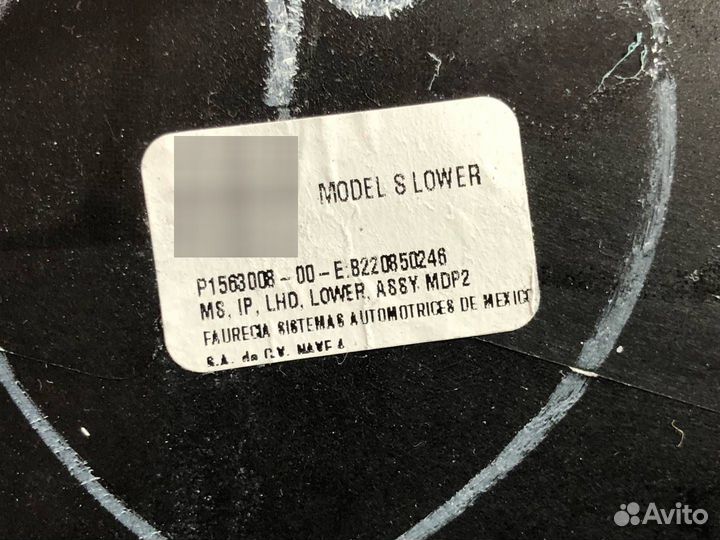 MODEL S LOWER
P1563008-00-E:B220850246
MS, IP, LHD, LOWER, ASSY, MDP2
FAURECIA SISTEMAS AUTOMOTRICES DE MEXICO
S.A. de C.V. NAVE 4
Avito